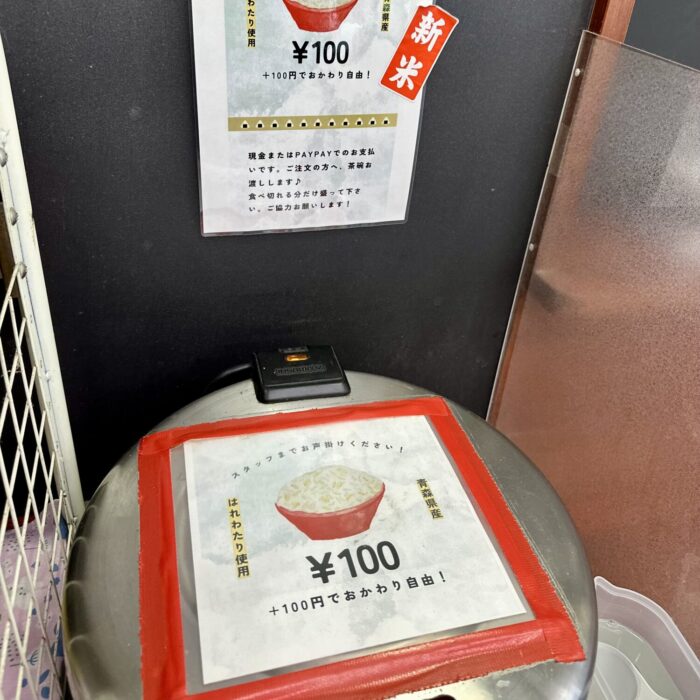 わたり使用
青森県産
新米
¥100
＋100円でおかわり自由！
現金またはPAYPAYでのお支払
いです。ご注文の方へ、茶碗お
渡しします♪
食べ切れる分だけ盛って下さ
い。ご協力お願いします！
スタッフまでお声掛けください！
はれわたり使用
青森県産
¥100
＋100円でおかわり自由！